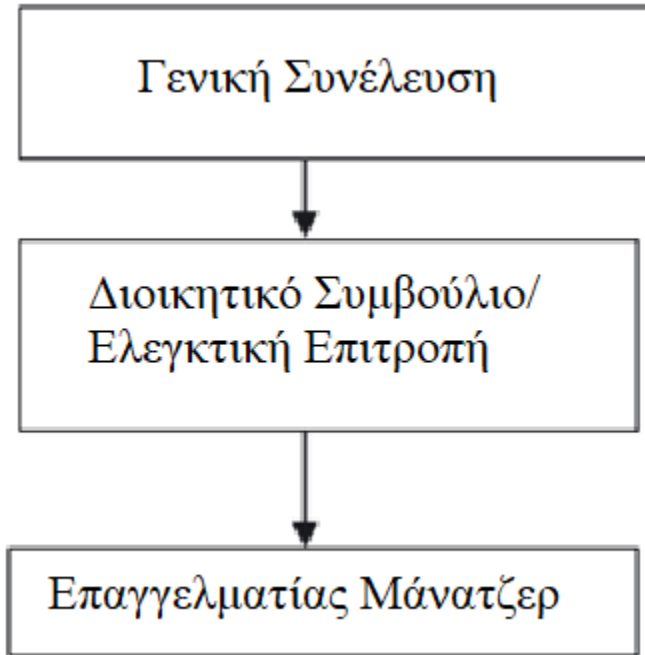 Γενική Συνέλευση
Διοικητικό Συμβούλιο/
Ελεγκτική Επιτροπή
Επαγγελματίας Μάνατζερ